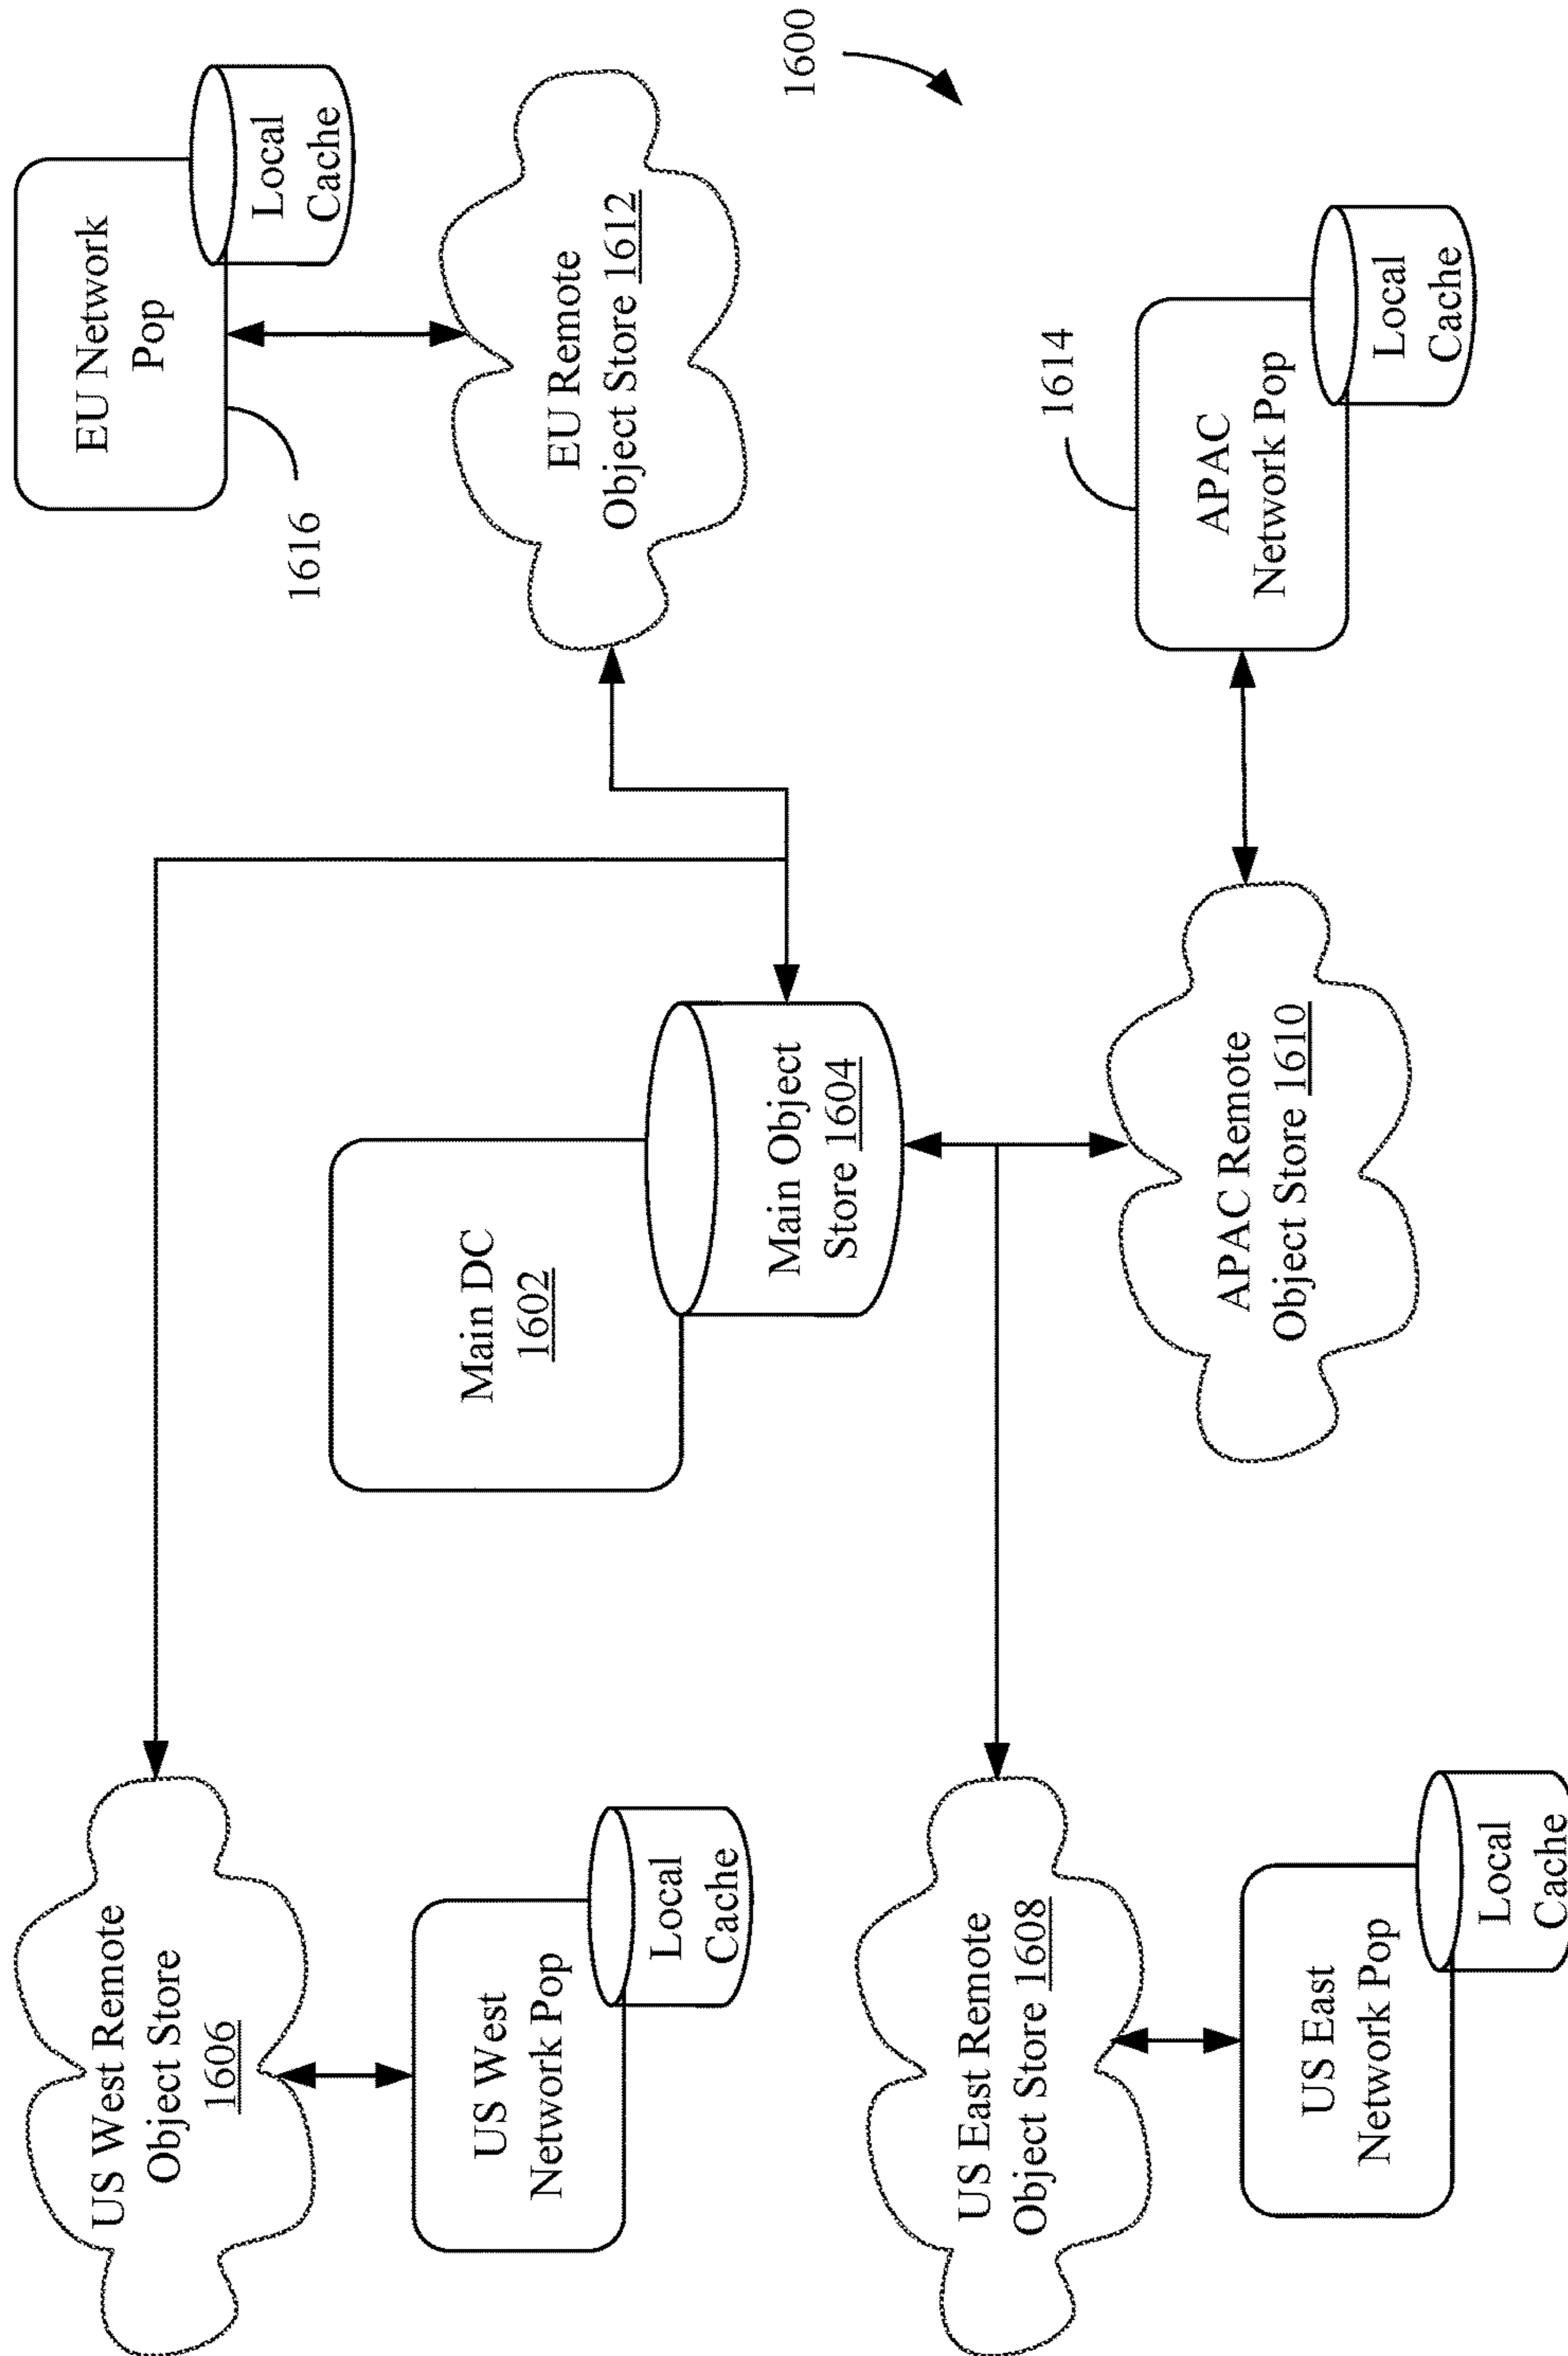 US West Remote
Object Store
1606
US West
Network Pop
Local
Cache
US East Remote
Object Store 1608
US East
Network Pop
Local
Cache
Main DC
1602
Main Object
Store 1604
APAC Remote
Object Store 1610
EU Network
Pop
Local
Cache
1616
EU Remote
Object Store 1612
1600
1614
APAC
Network Pop
Local
Cache